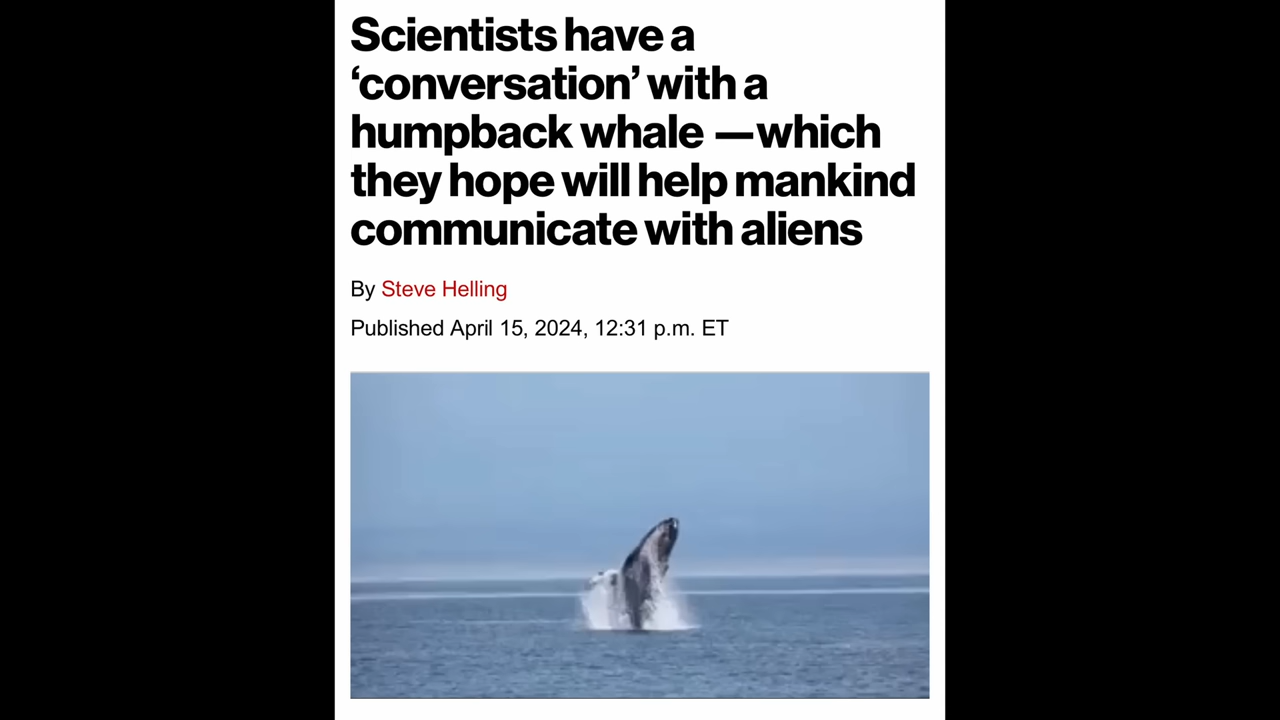 Scientists have a
‘conversation’ with a
humpback whale —which
they hope will help mankind
communicate with aliens
By Steve Helling
Published April 15, 2024, 12:31 p.m. ET